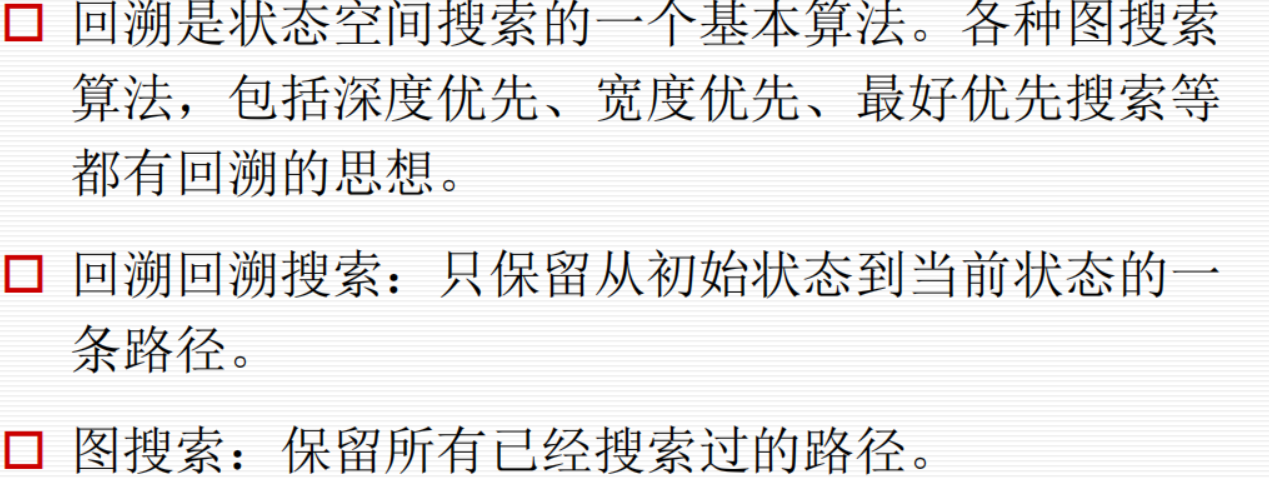 回溯是状态空间搜索的一个基本算法。各种图搜索
算法，包括深度优先、宽度优先、最好优先搜索等
都有回溯的思想。
回溯回溯搜索：只保留从初始状态到当前状态的一
条路径。
图搜索：保留所有已经搜索过的路径。